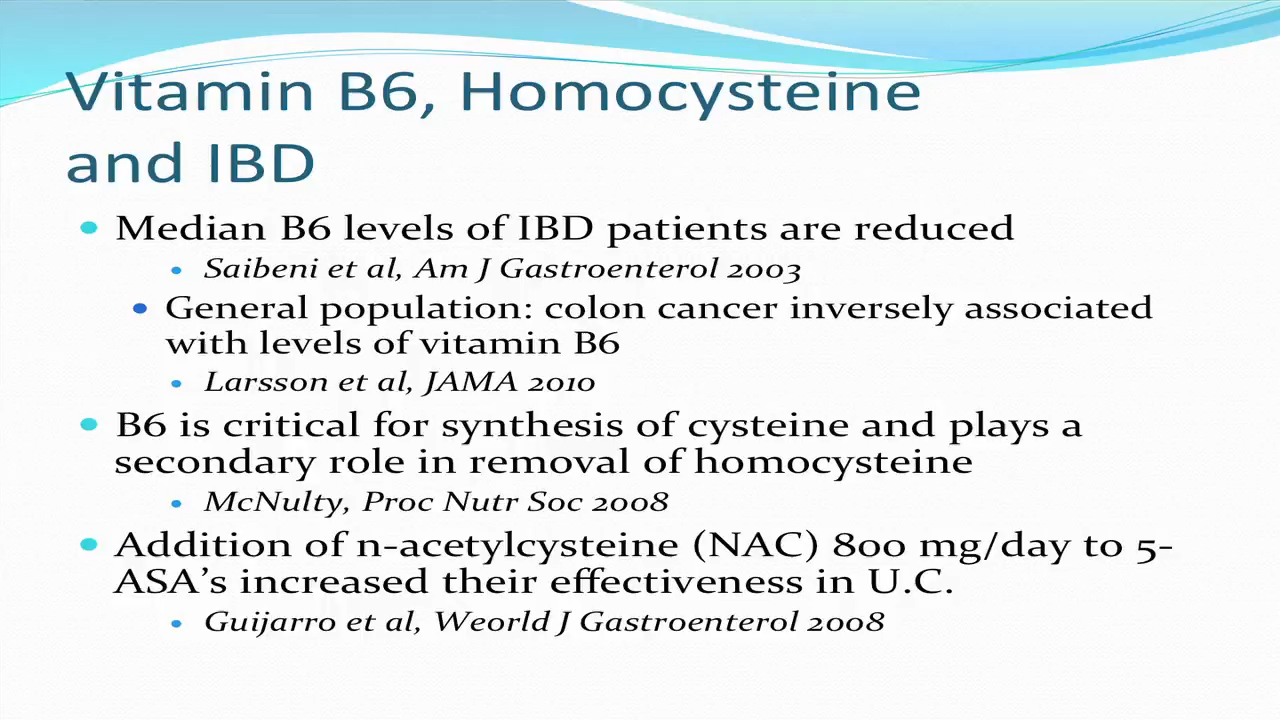 Vitamin B6, Homocysteine
and IBD
• Median B6 levels of IBD patients are reduced
• Saibeni et al, Am J Gastroenterol 2003
• General population: colon cancer inversely associated
with levels of vitamin B6
• Larsson et al, JAMA 2010
• B6 is critical for synthesis of cysteine and plays a
secondary role in removal of homocysteine
• McNulty, Proc Nutr Soc 2008
• Addition of n-acetylcysteine (NAC) 800 mg/day to 5-
ASA’s increased their effectiveness in U.C.
• Guijarro et al, Weorld J Gastroenterol 2008